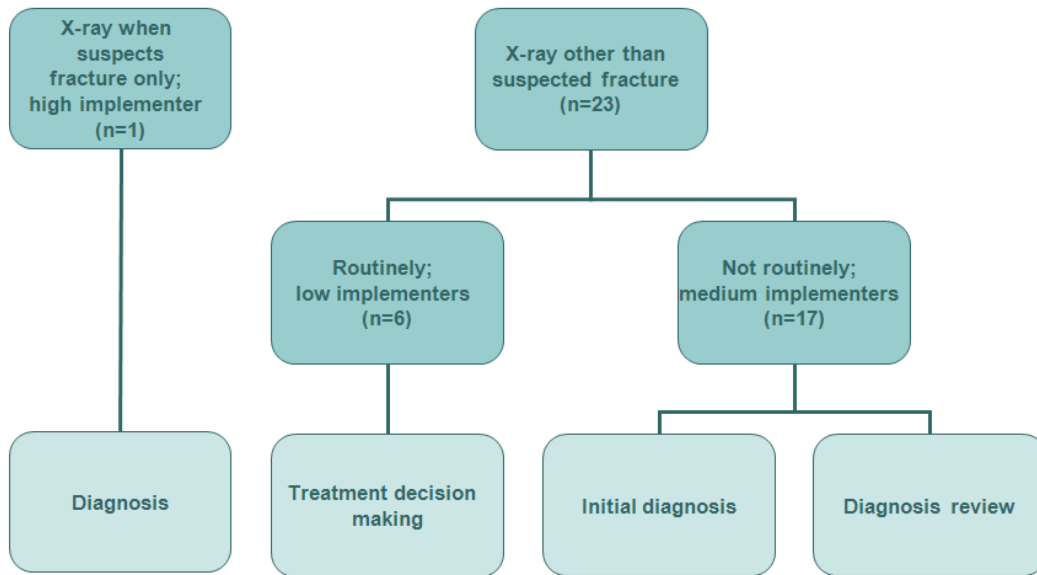 X-ray when
suspects
fracture only;
high implementer
(n=1)
X-ray other than
suspected fracture
(n=23)
Routinely;
low implementers
(n=6)
Not routinely;
medium implementers
(n=17)
Diagnosis
Treatment decision
making
Initial diagnosis
Diagnosis review